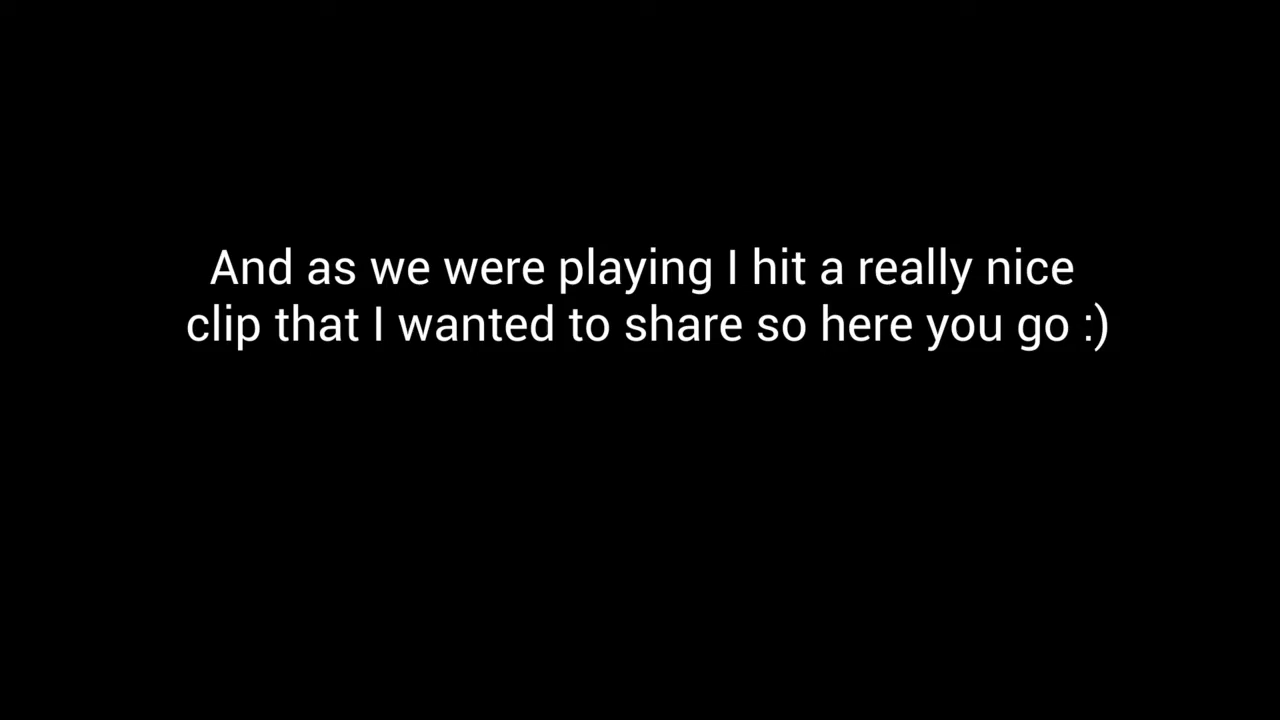 And as we were playing I hit a really nice
clip that I wanted to share so here you go :)